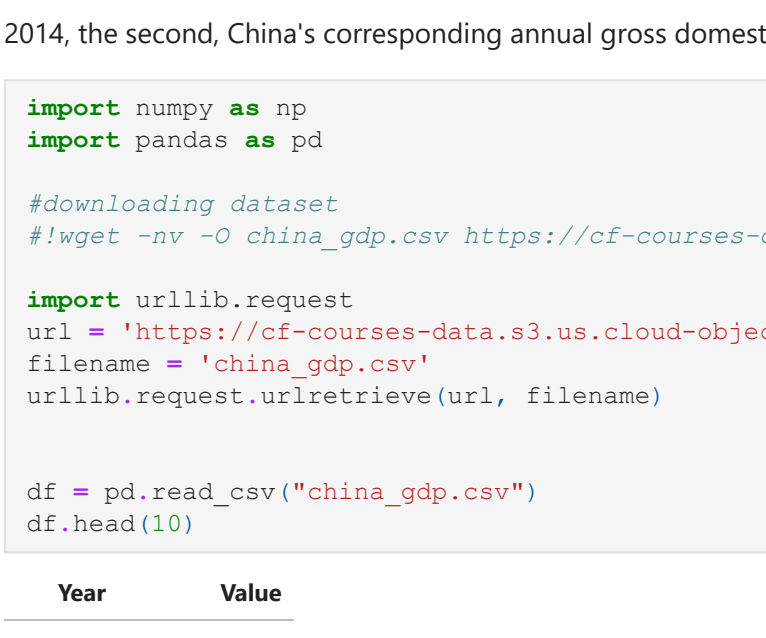 2014, the second, China's corresponding annual gross domest
import numpy as np
import pandas as pd
#downloading dataset
#!wget -nv -O china_gdp.csv https://cf-courses-
import urllib.request
url = 'https://cf-courses-data.s3.us.cloud-objec
filename = 'china_gdp.csv'
urllib.request.urlretrieve(url, filename)
df = pd.read_csv("china_gdp.csv")
df.head(10)
Year Value